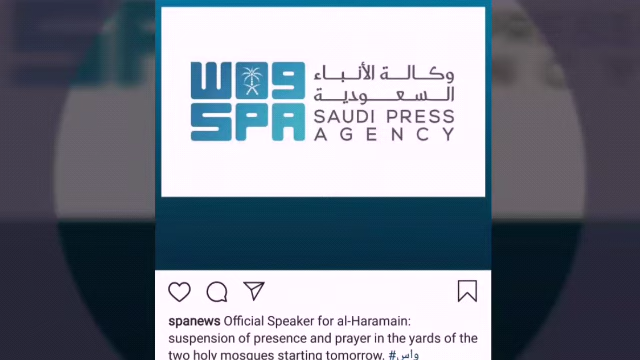 واس
وكالة الأنباء
السعودية
SPA
SAUDI PRESS
AGENCY
spanews Official Speaker for al-Haramain:
suspension of presence and prayer in the yards of the
two holy mosques starting tomorrow. #واس